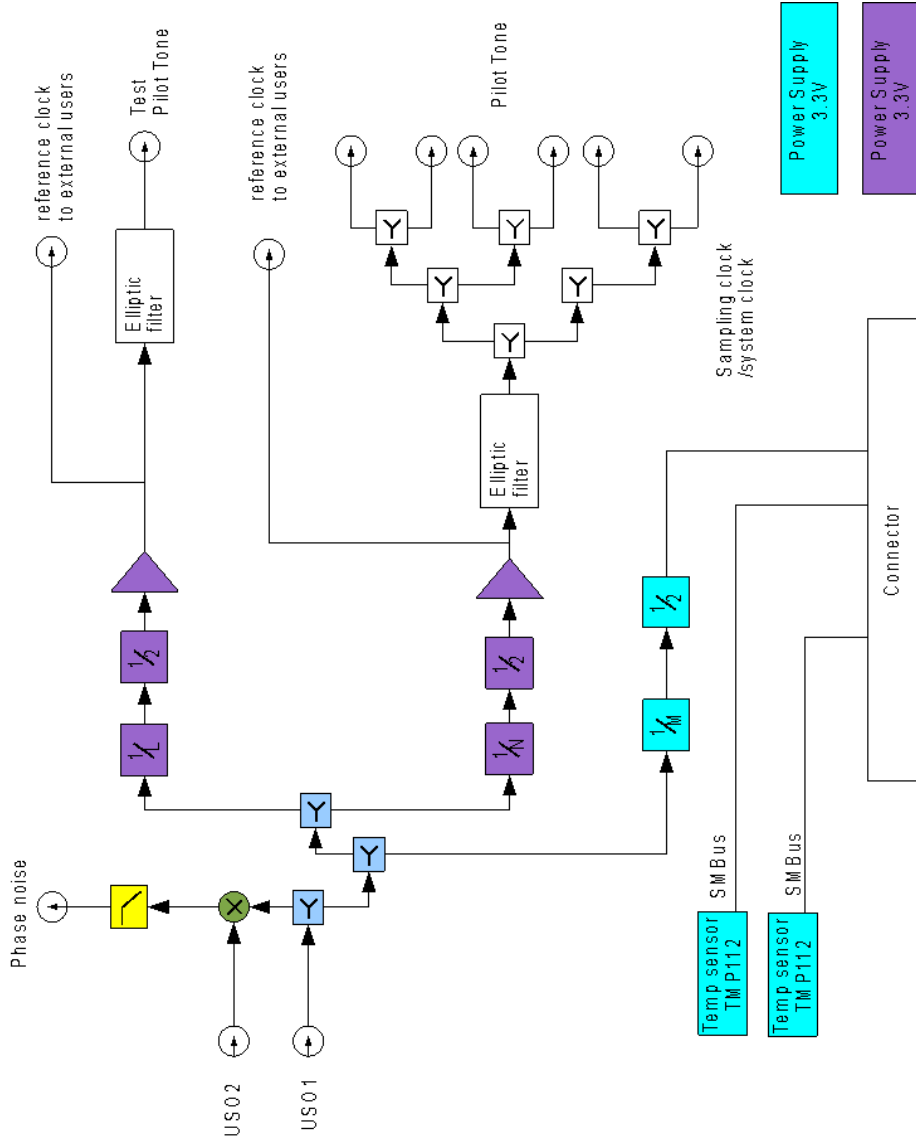 Phase noise
USO2
USO1
1/L
1/2
reference clock
to external users
Elliptic
filter
Test
Pilot Tone
1/N
1/2
reference clock
to external users
Elliptic
filter
Pilot Tone
1/M
1/2
Sampling clock
/system clock
Temp sensor
TMP112
SMBus
Temp sensor
TMP112
SMBus
Connector
Power Supply
3.3V
Power Supply
3.3V